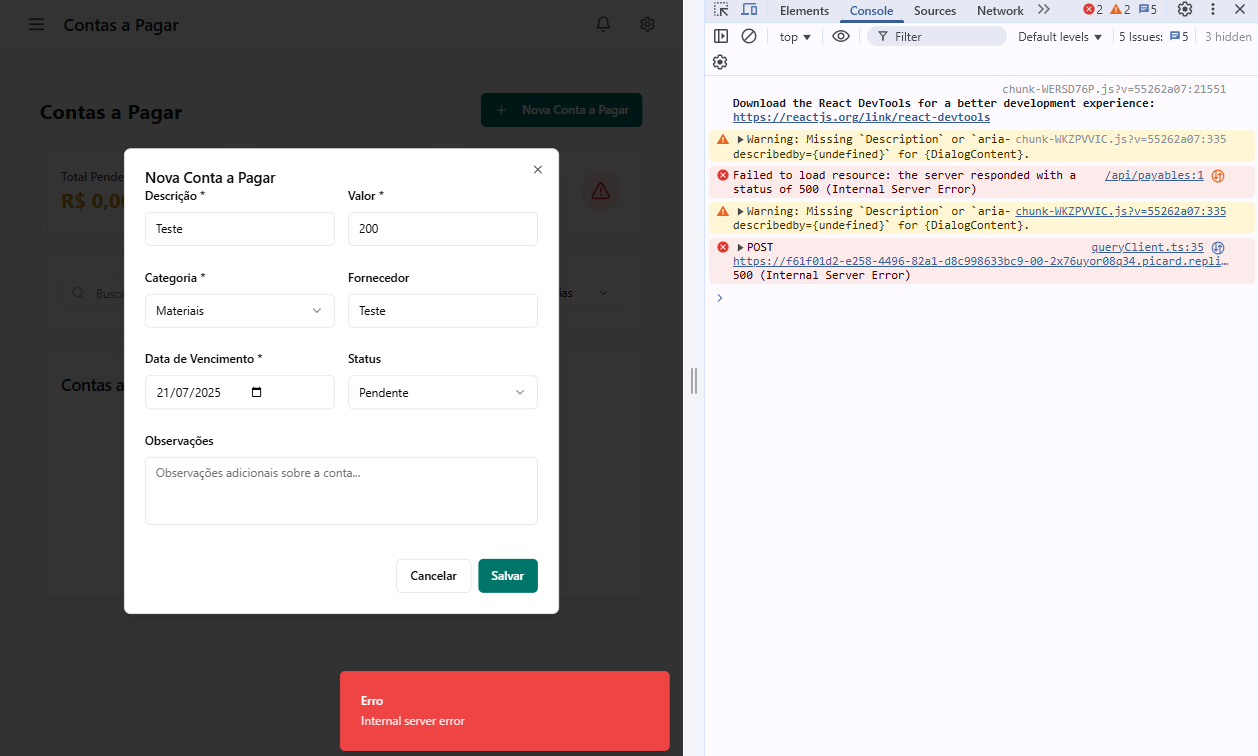 Contas a Pagar
Contas a Pagar
+ Nova Conta a Pagar
Total Pende
R$ 0,0
Busca
ias
Contas a
Nova Conta a Pagar
Descrição *
Valor *
Teste
200
Categoria *
Fornecedor
Materiais
Teste
Data de Vencimento *
Status
21/07/2025
Pendente
Observações
Observações adicionais sobre a conta...
Cancelar
Salvar
Erro
Internal server error
Elements
Console
Sources
Network
2
2
5
top
Filter
Default levels
5 Issues:
5
3 hidden
chunk-WERSD76P.js?v=55262a07:21551
Download the React DevTools for a better development experience:
https://reactjs.org/link/react-devtools
Warning: Missing `Description` or `aria- chunk-WKZPVVIC.js?v=55262a07:335
describedby={undefined}` for {DialogContent}.
Failed to load resource: the server responded with a /api/payables:1
status of 500 (Internal Server Error)
Warning: Missing `Description` or `aria- chunk-WKZPVVIC.js?v=55262a07:335
describedby={undefined}` for {DialogContent}.
POST queryClient.ts:35
https://f61f01d2-e258-4496-82a1-d8c998633bc9-00-2x76uyor08q34.picard.repli…
500 (Internal Server Error)